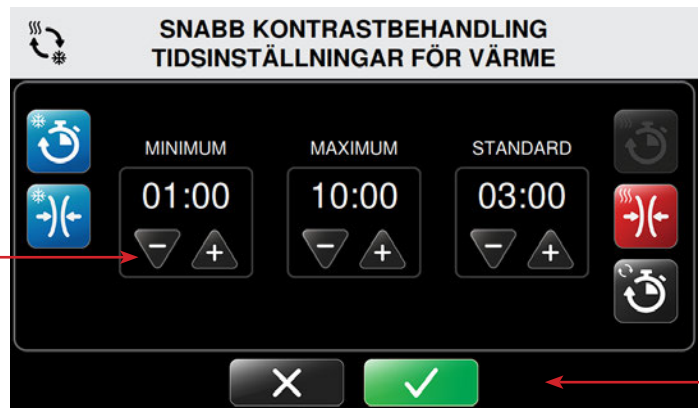 SNABB KONTRASTBEHANDLING
TIDSINSTÄLLNINGAR FÖR VÄRME
MINIMUM MAXIMUM STANDARD
01:00 10:00 03:00
- + - + - +